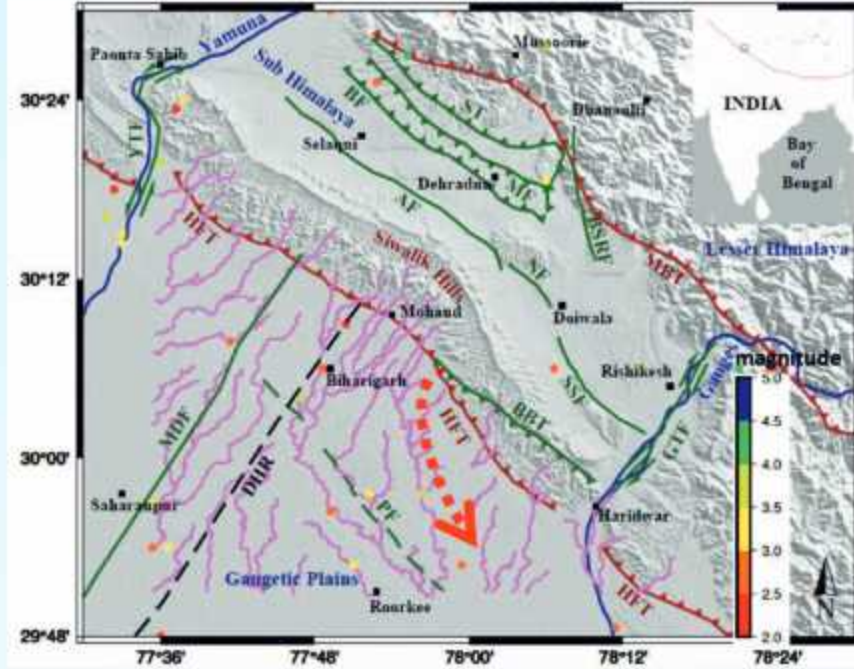 Paonta Sahib
Yamuna
Mussoorie
30°24'
Sub Himalaya
BF
ST
Dhanaulti
INDIA
Bay
of
Bengal
YTF
Selaqui
Dehradun
MF
AF
BSRF
HFT
Siwalik Hills
NF
MBT
Lesser Himalaya
30°12'
Mohand
Doiwala
Rishikesh
Ganges
magnitude
5.0
4.5
4.0
3.5
3.0
2.5
2.0
Biharigarh
HFT
BBT
SSF
GTF
MDF
DHR
PF
30°00'
Saharanpur
Haridwar
Gangetic Plains
Roorkee
HFT
N
29°48'
77°36'
77°48'
78°00'
78°12'
78°24'